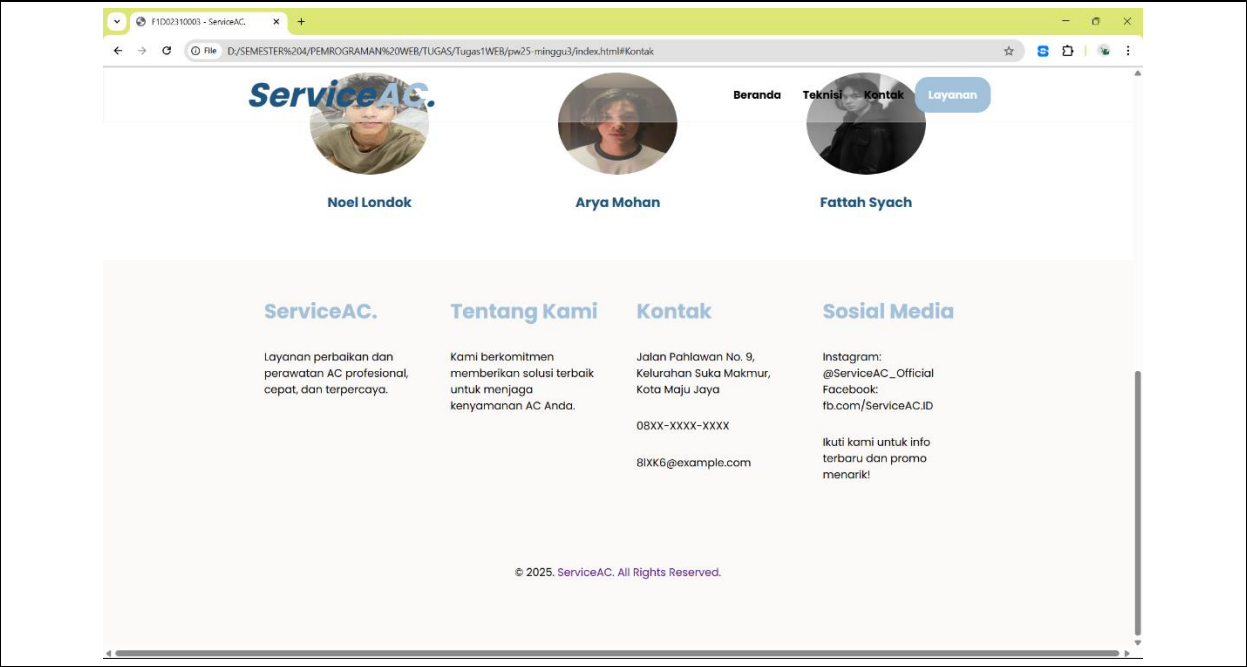 F1D02310003 - ServiceAC.
File D:/SEMESTER%204/PEMROGRAMAN%20WEB/TUGAS/Tugas1WEB/pw25-minggu3/index.html#Kontak
ServiceAC.
Beranda Teknisi Kontak Layanan
Noel Londok
Arya Mohan
Fattah Syach
ServiceAC.
Layanan perbaikan dan
perawatan AC profesional,
cepat, dan terpercaya.
Tentang Kami
Kami berkomitmen
memberikan solusi terbaik
untuk menjaga
kenyamanan AC Anda.
Kontak
Jalan Pahlawan No. 9,
Kelurahan Suka Makmur,
Kota Maju Jaya
08XX-XXXX-XXXX
8IXK6@example.com
Sosial Media
Instagram:
@ServiceAC_Official
Facebook:
fb.com/ServiceAC.ID
Ikuti kami untuk info
terbaru dan promo
menarik!
© 2025. ServiceAC. All Rights Reserved.